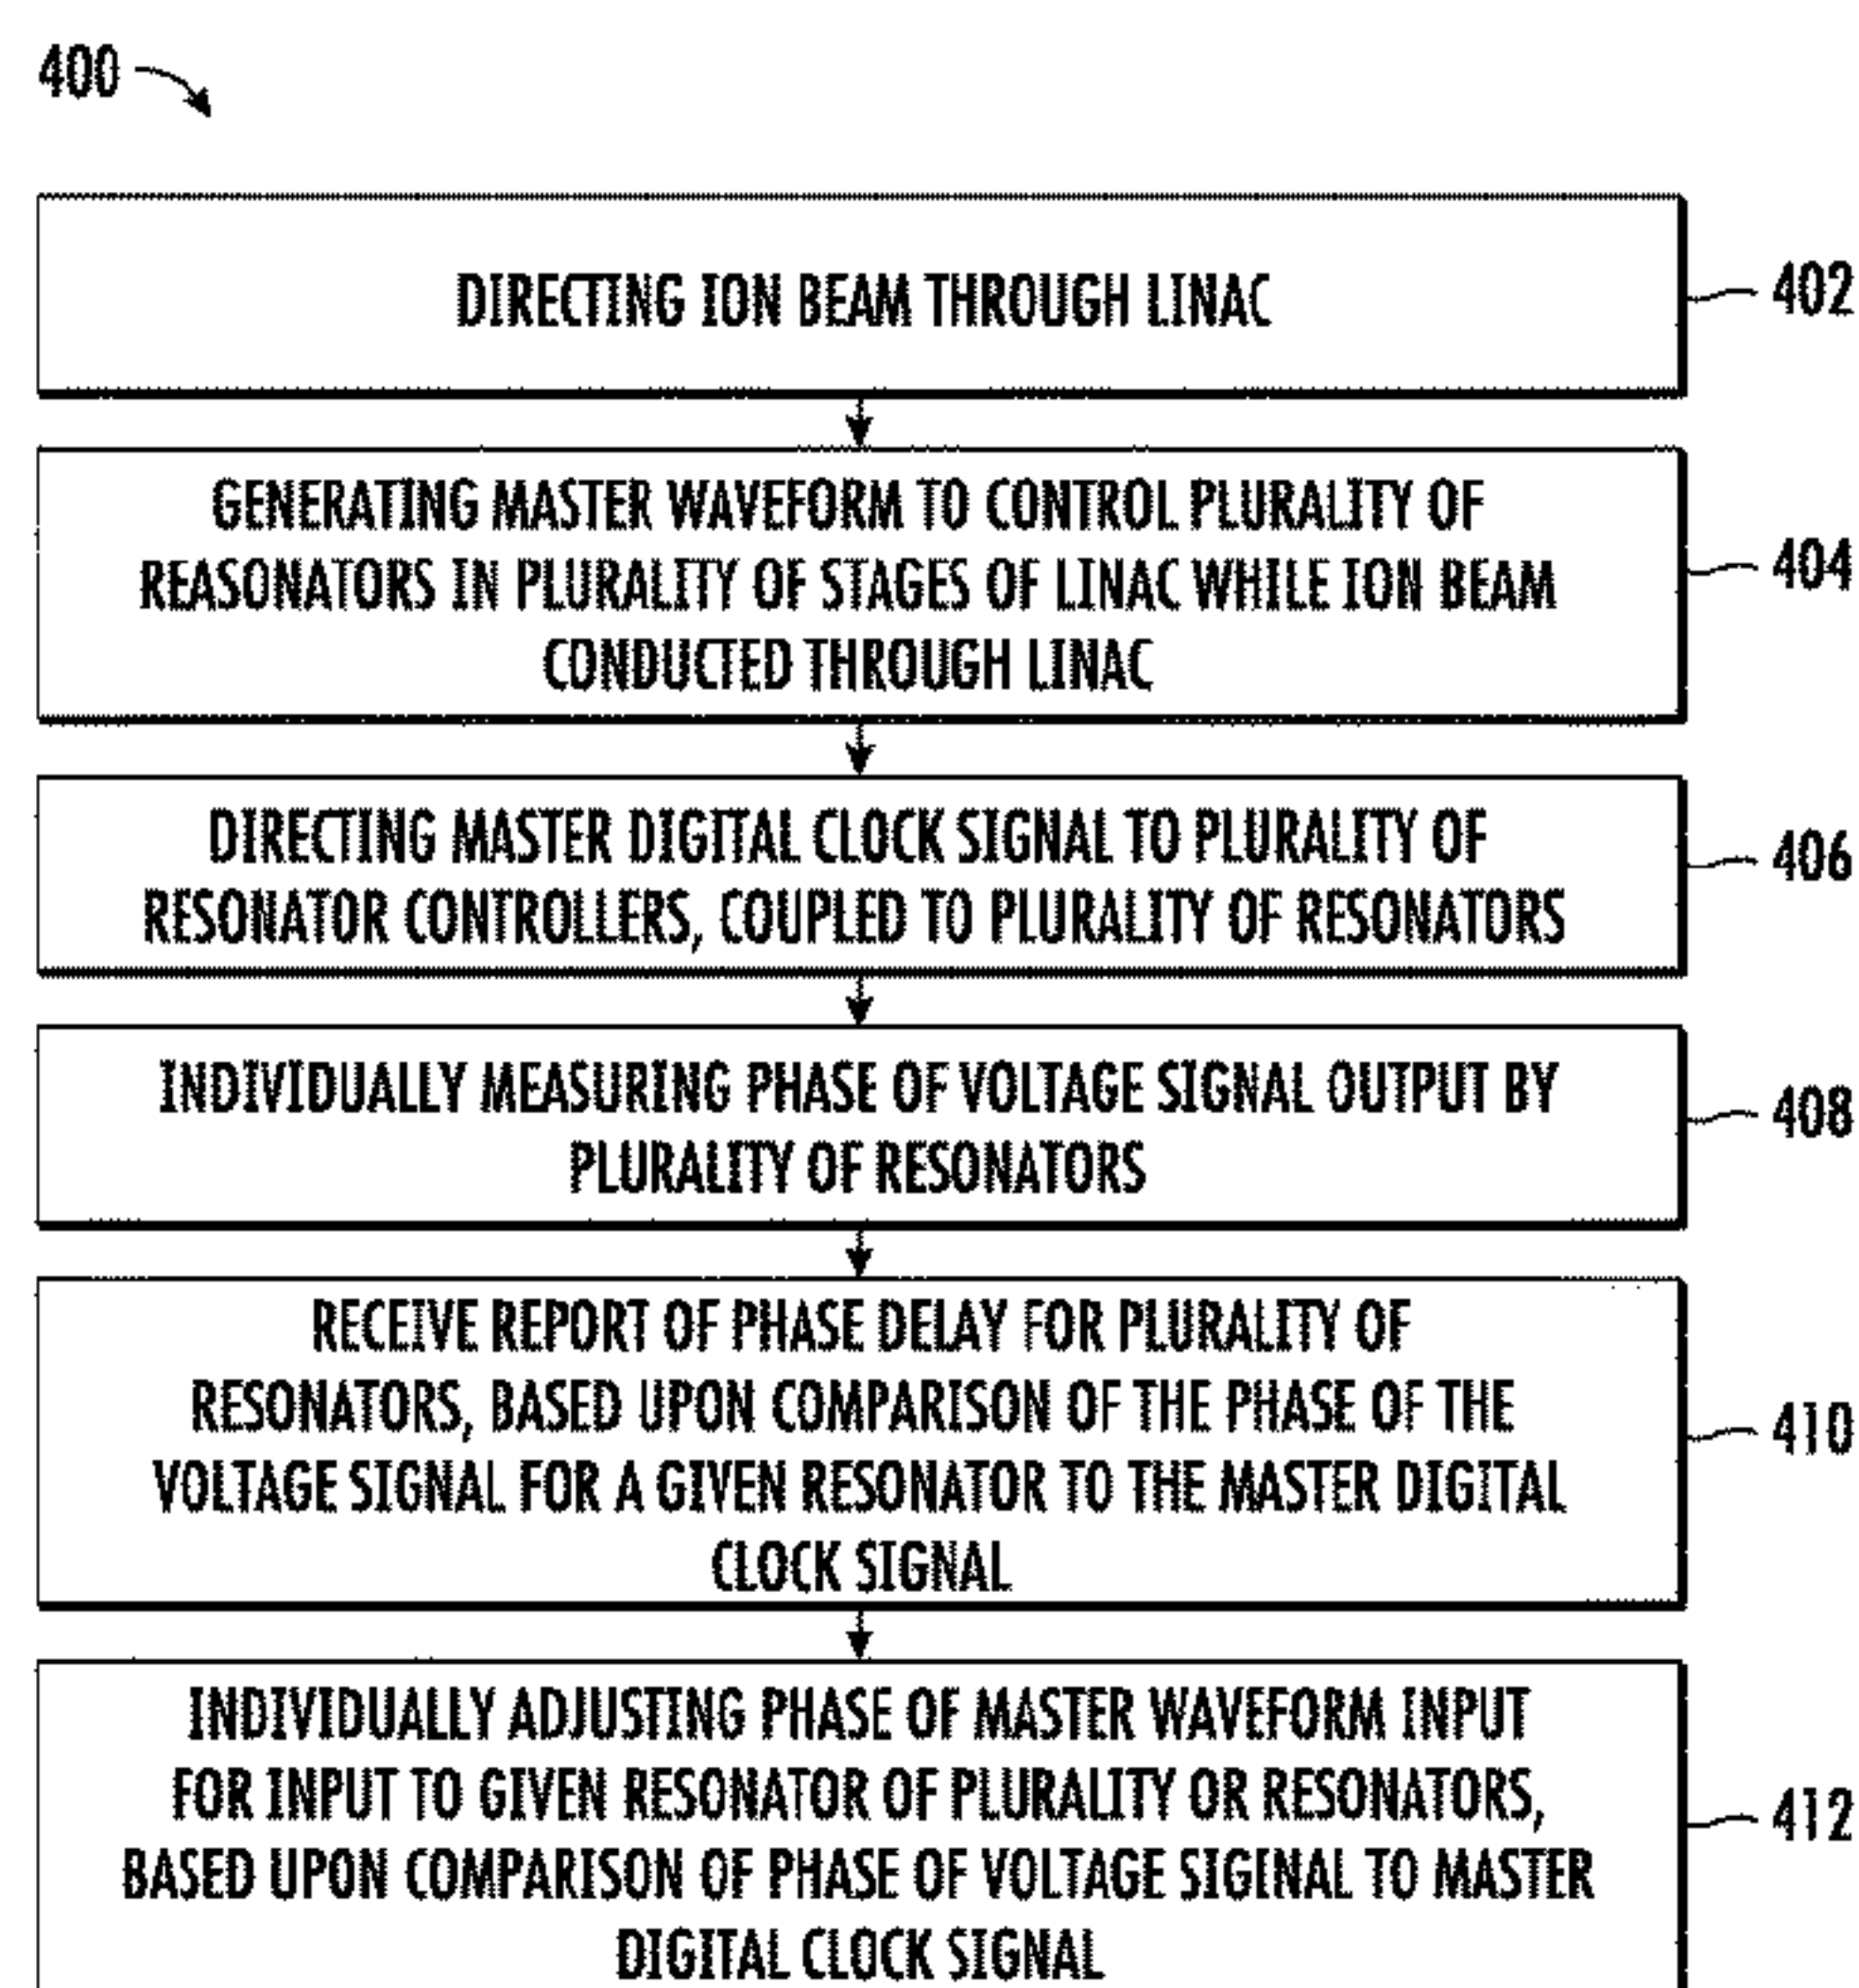 400
DIRECTING ION BEAM THROUGH LINAC
402
GENERATING MASTER WAVEFORM TO CONTROL PLURALITY OF
REASONATORS IN PLURALITY OF STAGES OF LINAC WHILE ION BEAM
CONDUCTED THROUGH LINAC
404
DIRECTING MASTER DIGITAL CLOCK SIGNAL TO PLURALITY OF
RESONATOR CONTROLLERS, COUPLED TO PLURALITY OF RESONATORS
406
INDIVIDUALLY MEASURING PHASE OF VOLTAGE SIGNAL OUTPUT BY
PLURALITY OF RESONATORS
408
RECEIVE REPORT OF PHASE DELAY FOR PLURALITY OF
RESONATORS, BASED UPON COMPARISON OF THE PHASE OF THE
VOLTAGE SIGNAL FOR A GIVEN RESONATOR TO THE MASTER DIGITAL
CLOCK SIGNAL
410
INDIVIDUALLY ADJUSTING PHASE OF MASTER WAVEFORM INPUT
FOR INPUT TO GIVEN RESONATOR OF PLURALITY OR RESONATORS,
BASED UPON COMPARISON OF PHASE OF VOLTAGE SIGINAL TO MASTER
DIGITAL CLOCK SIGNAL
412